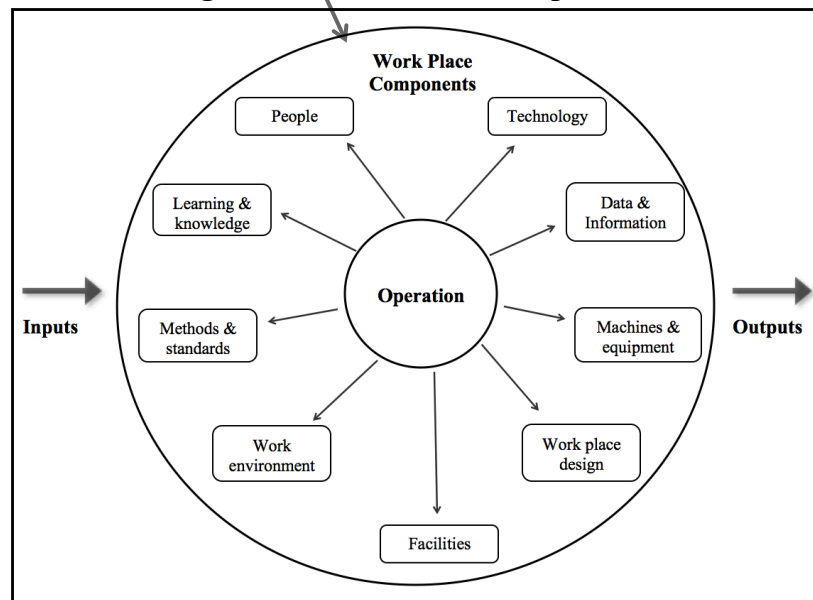 Work Place
Components
People
Technology
Learning &
knowledge
Data &
Information
Operation
Inputs
Methods &
standards
Machines &
equipment
Outputs
Work
environment
Work place
design
Facilities